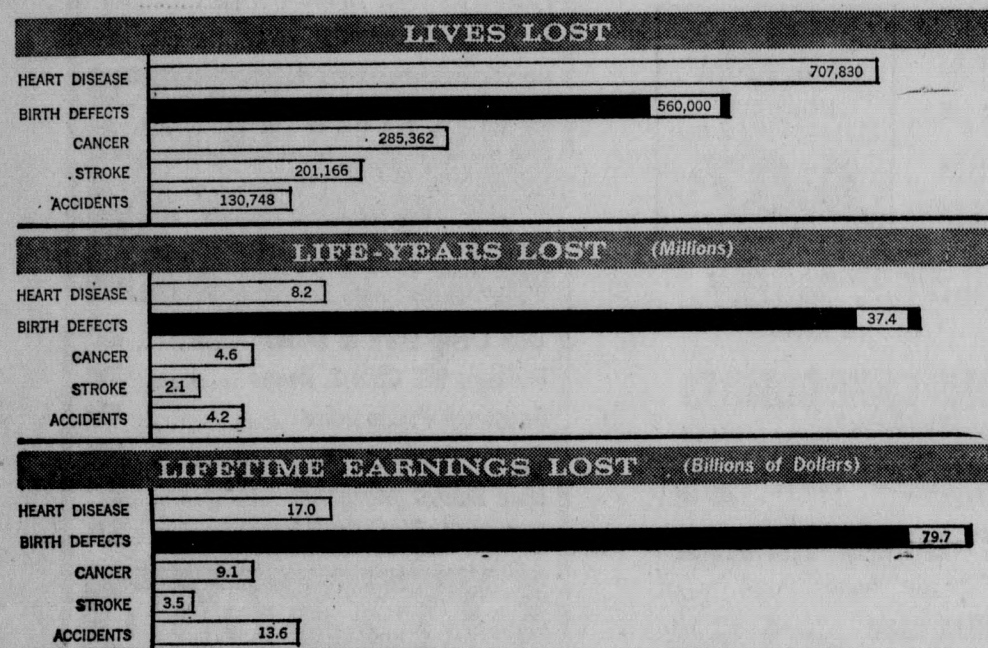 LIVES LOST
HEART DISEASE 707,830
BIRTH DEFECTS 560,000
CANCER 285,362
STROKE 201,166
ACCIDENTS 130,748
LIFE-YEARS LOST (Millions)
HEART DISEASE 8.2
BIRTH DEFECTS 37.4
CANCER 4.6
STROKE 2.1
ACCIDENTS 4.2
LIFETIME EARNINGS LOST (Billions of Dollars)
HEART DISEASE 17.0
BIRTH DEFECTS 79.7
CANCER 9.1
STROKE 3.5
ACCIDENTS 13.6